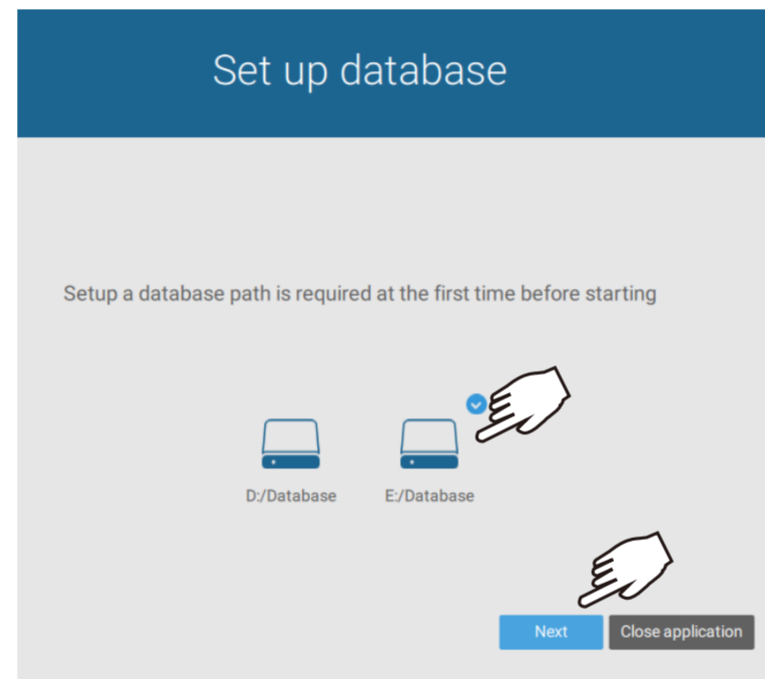 Set up database
Setup a database path is required at the first time before starting
D:/Database
E:/Database
Next
Close application